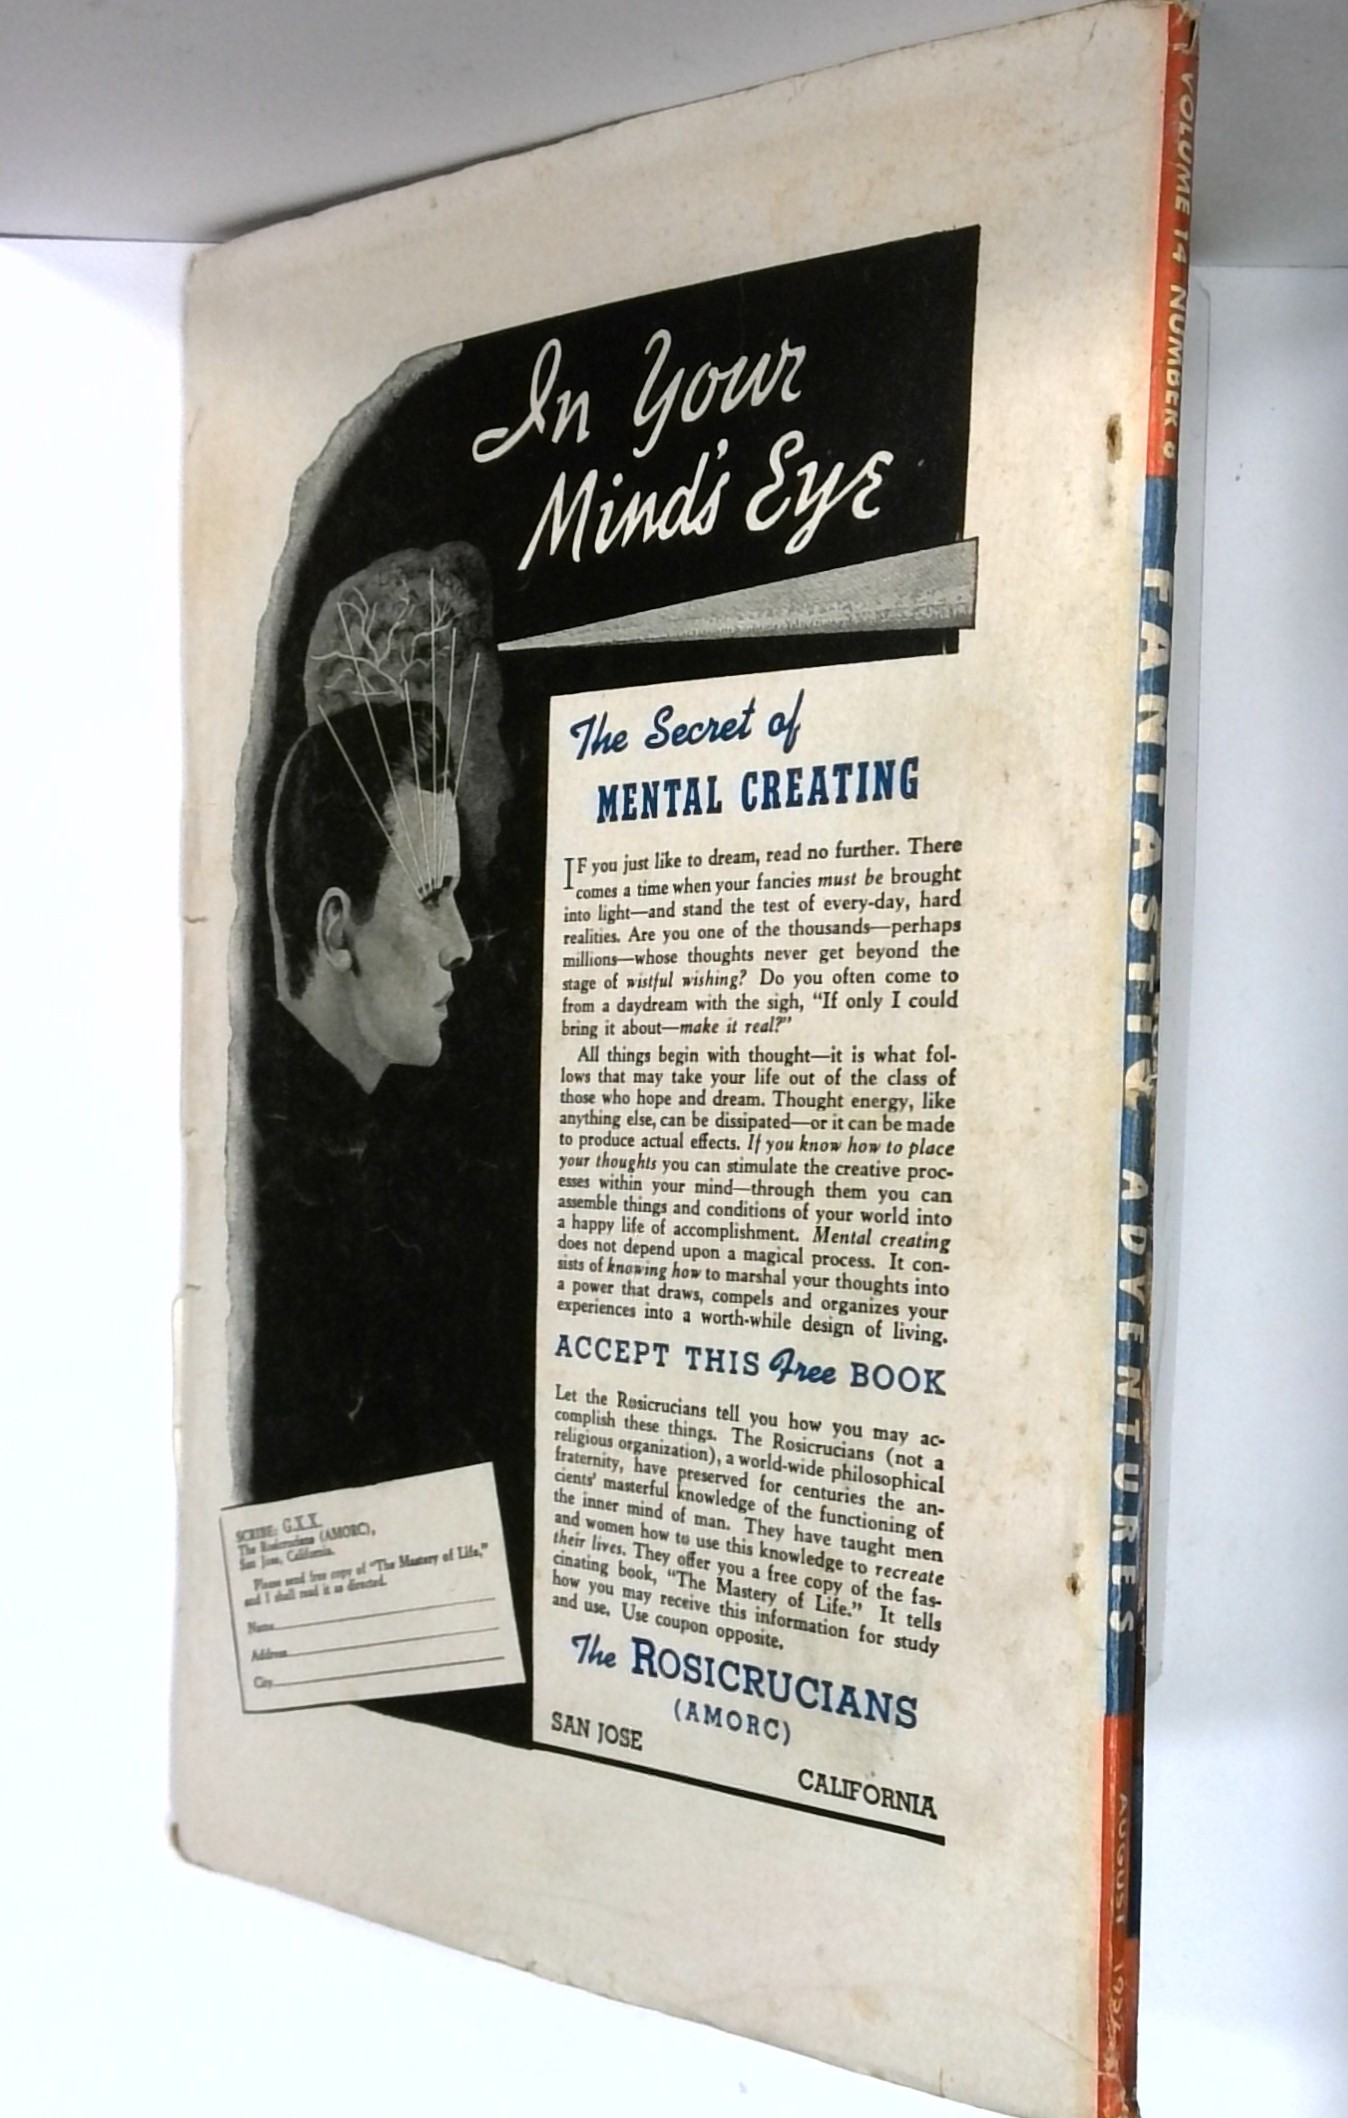 In Your
Mind's Eye
The Secret of
MENTAL CREATING
IF you just like to dream, read no further. There
comes a time when your fancies must be brought
into light—and stand the test of every-day, hard
realities. Are you one of the thousands—perhaps
millions—whose thoughts never get beyond the
stage of wistful wishing? Do you often come to
from a daydream with the sigh, "If only I could
bring it about—make it real?"
All things begin with thought—it is what fol-
lows that may take your life out of the class of
those who hope and dream. Thought energy, like
anything else, can be dissipated—or it can be made
to produce actual effects. If you know how to place
your thoughts you can stimulate the creative proc-
esses within your mind—through them you can
assemble things and conditions of your world into
a happy life of accomplishment. Mental creating
does not depend upon a magical process. It con-
sists of knowing how to marshal your thoughts into
a power that draws, compels and organizes your
experiences into a worth-while design of living.
ACCEPT THIS Free BOOK
Let the Rosicrucians tell you how you may ac-
complish these things. The Rosicrucians (not a
religious organization), a world-wide philosophical
fraternity, have preserved for centuries the an-
cients' masterful knowledge of the functioning of
the inner mind of man. They have taught men
and women how to use this knowledge to recreate
their lives. They offer you a free copy of the fas-
cinating book, "The Mastery of Life." It tells
how you may receive this information for study
and use. Use coupon opposite.
The ROSICRUCIANS
(AMORC)
SAN JOSE
CALIFORNIA
SCRIBE: G.X.X.
The Rosicrucians (AMORC),
San Jose, California.
Please send free copy of "The Mastery of Life,"
and I shall read it as directed.
Name
Address
City
VOLUME 14 NUMBER 8
FANTASTIC ADVENTURES
AUGUST